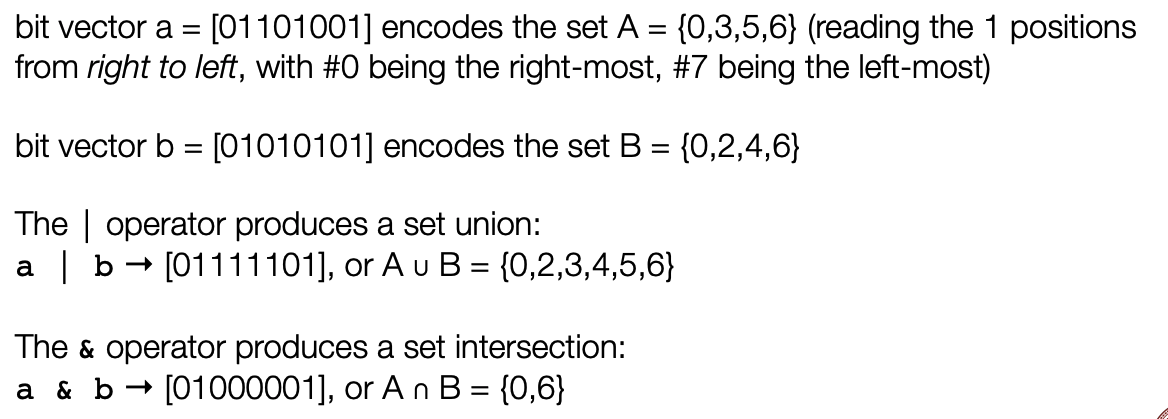 bit vector a = [01101001] encodes the set A = {0,3,5,6} (reading the 1 positions
from right to left, with #0 being the right-most, #7 being the left-most)
bit vector b = [01010101] encodes the set B = {0,2,4,6}
The | operator produces a set union:
a | b → [01111101], or A ∪ B = {0,2,3,4,5,6}
The & operator produces a set intersection:
a & b → [01000001], or A ∩ B = {0,6}